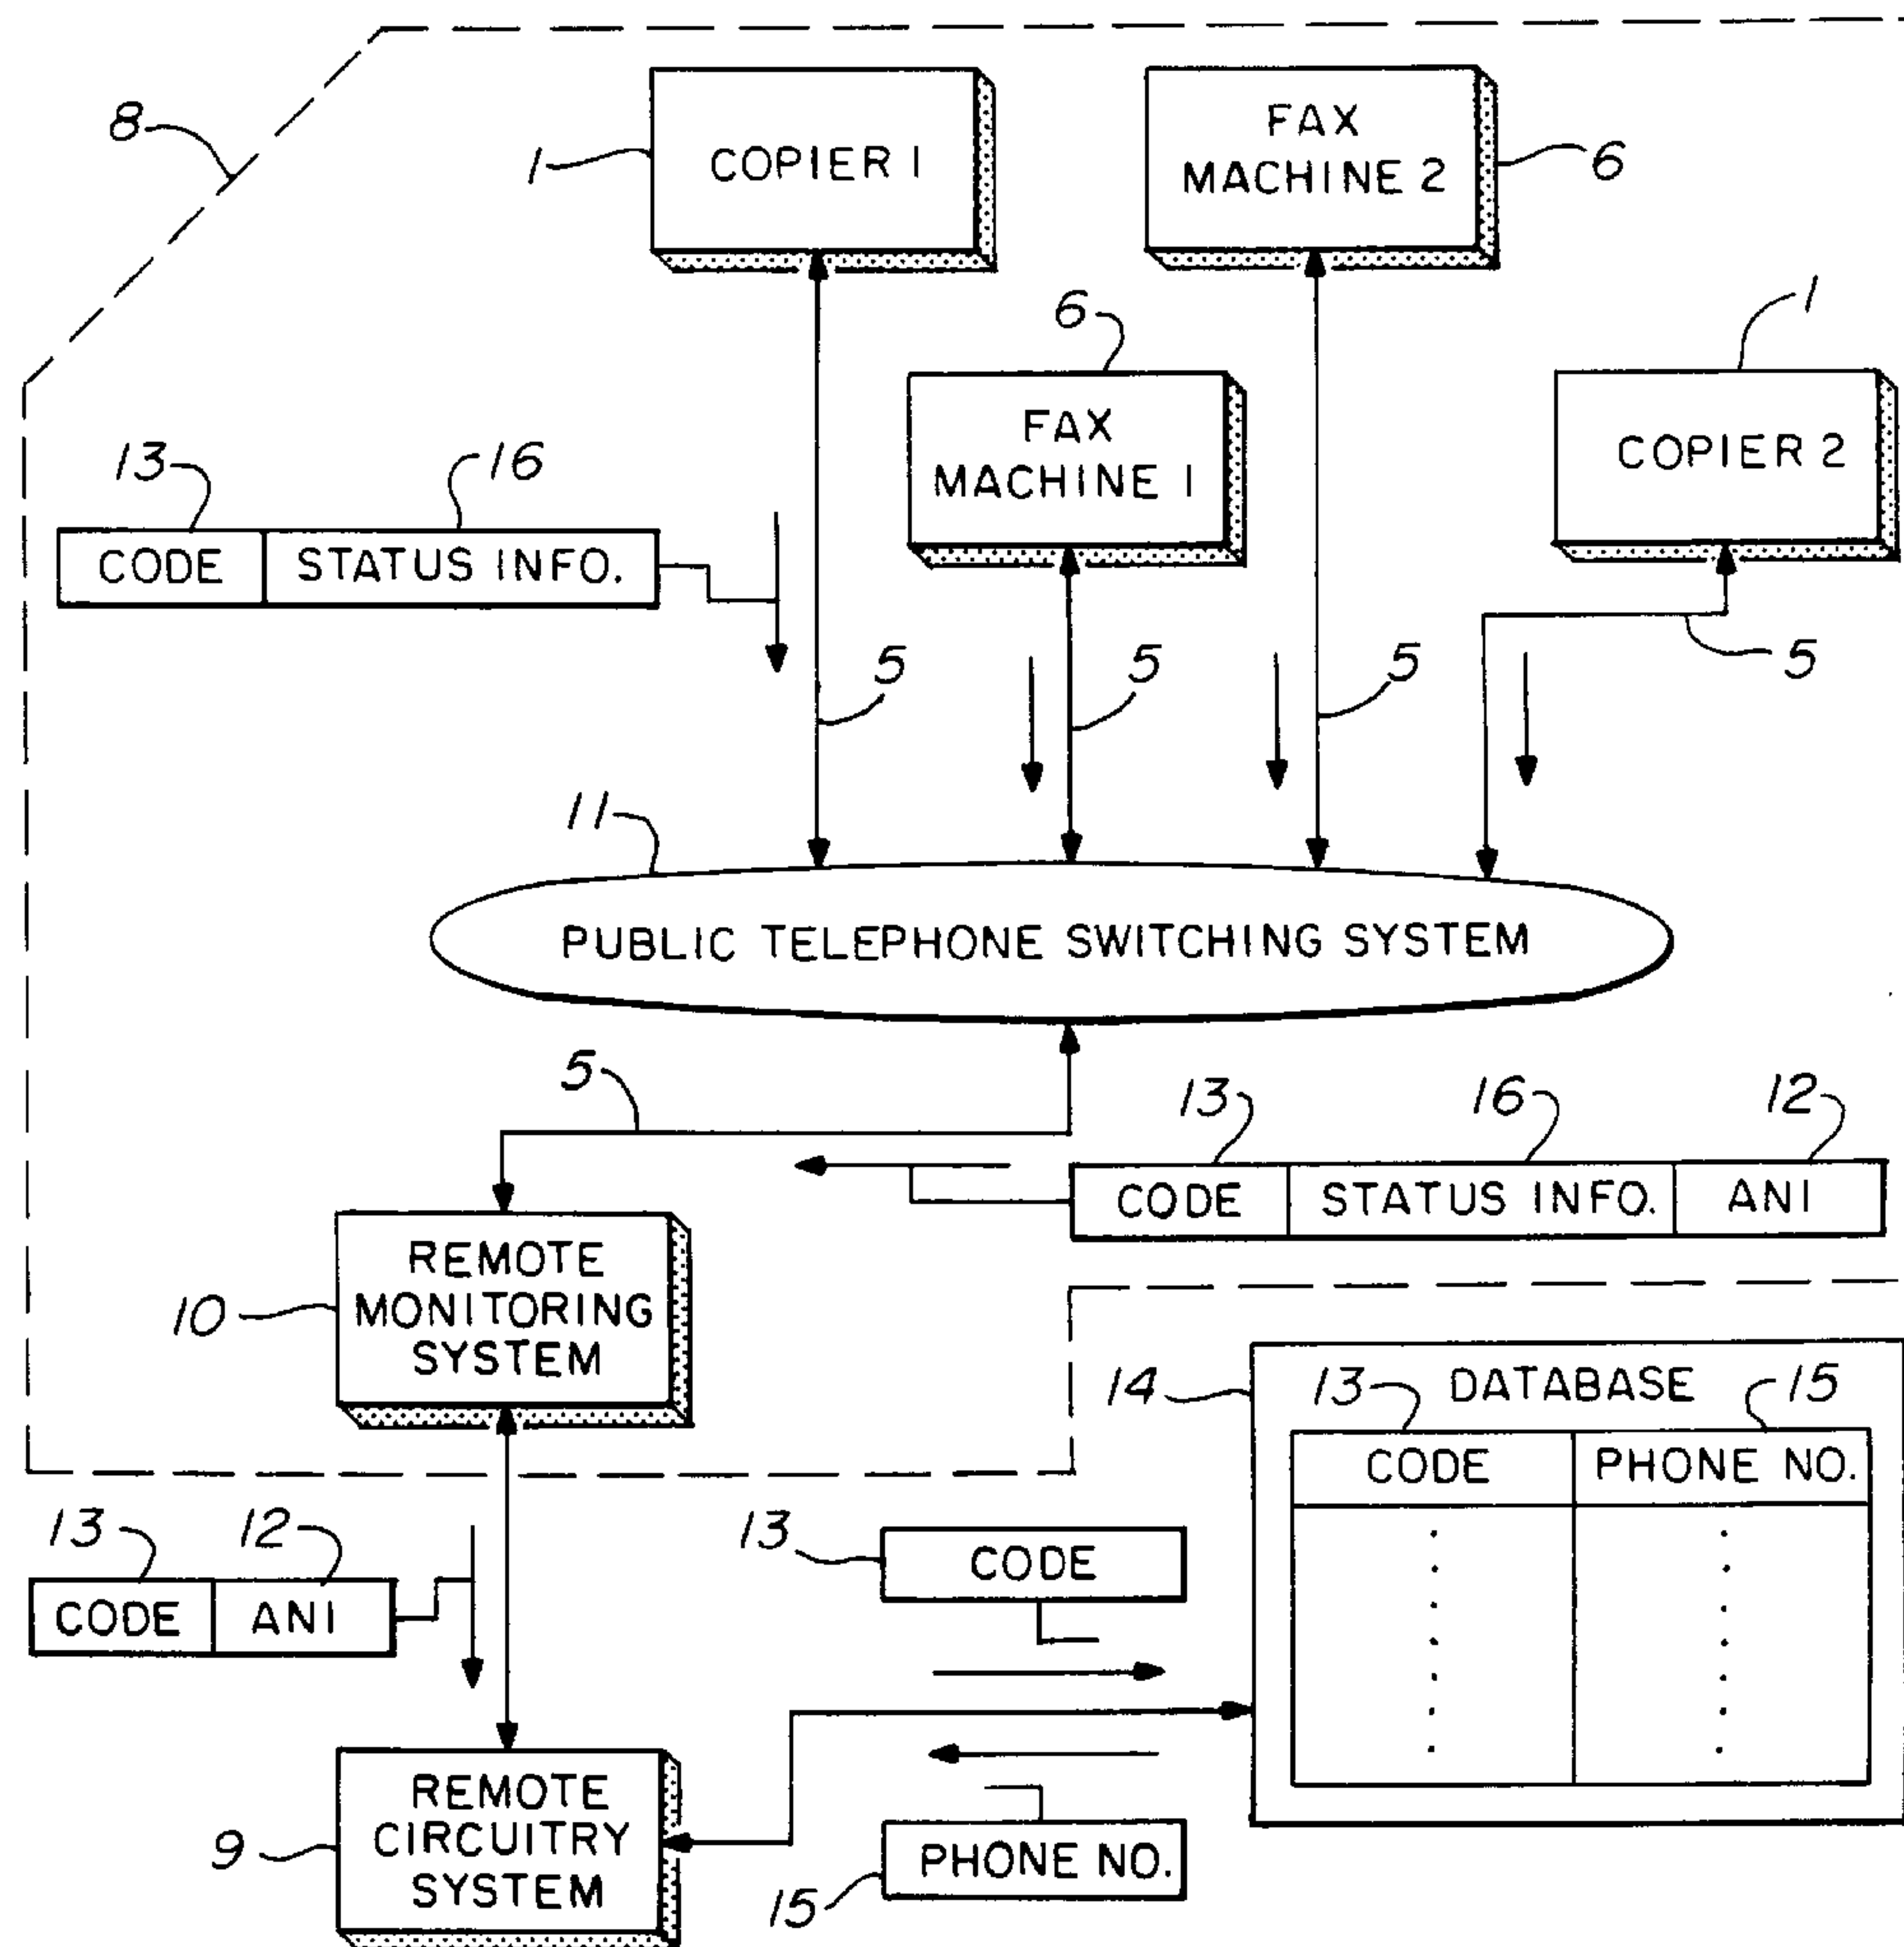 8
1
COPIER 1
FAX
MACHINE 2
6
6
FAX
MACHINE 1
1
COPIER 2
13
16
CODE
STATUS INFO.
5
5
5
5
11
PUBLIC TELEPHONE SWITCHING SYSTEM
5
13
16
12
CODE
STATUS INFO.
ANI
10
REMOTE
MONITORING
SYSTEM
14
DATABASE
13
15
CODE
PHONE NO.
13
12
CODE
ANI
13
CODE
9
REMOTE
CIRCUITRY
SYSTEM
PHONE NO.
15